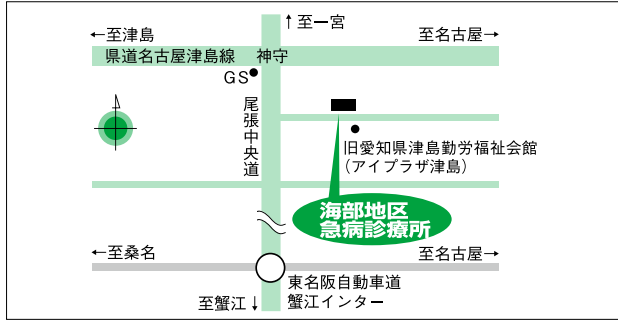 ↑至一宮
←至津島
至名古屋→
県道名古屋津島線
神守
GS
尾張中央道
旧愛知県津島勤労福祉会館
(アイプラザ津島)
海部地区
急病診療所
←至桑名
至名古屋→
東名阪自動車道
蟹江インター
至蟹江↓